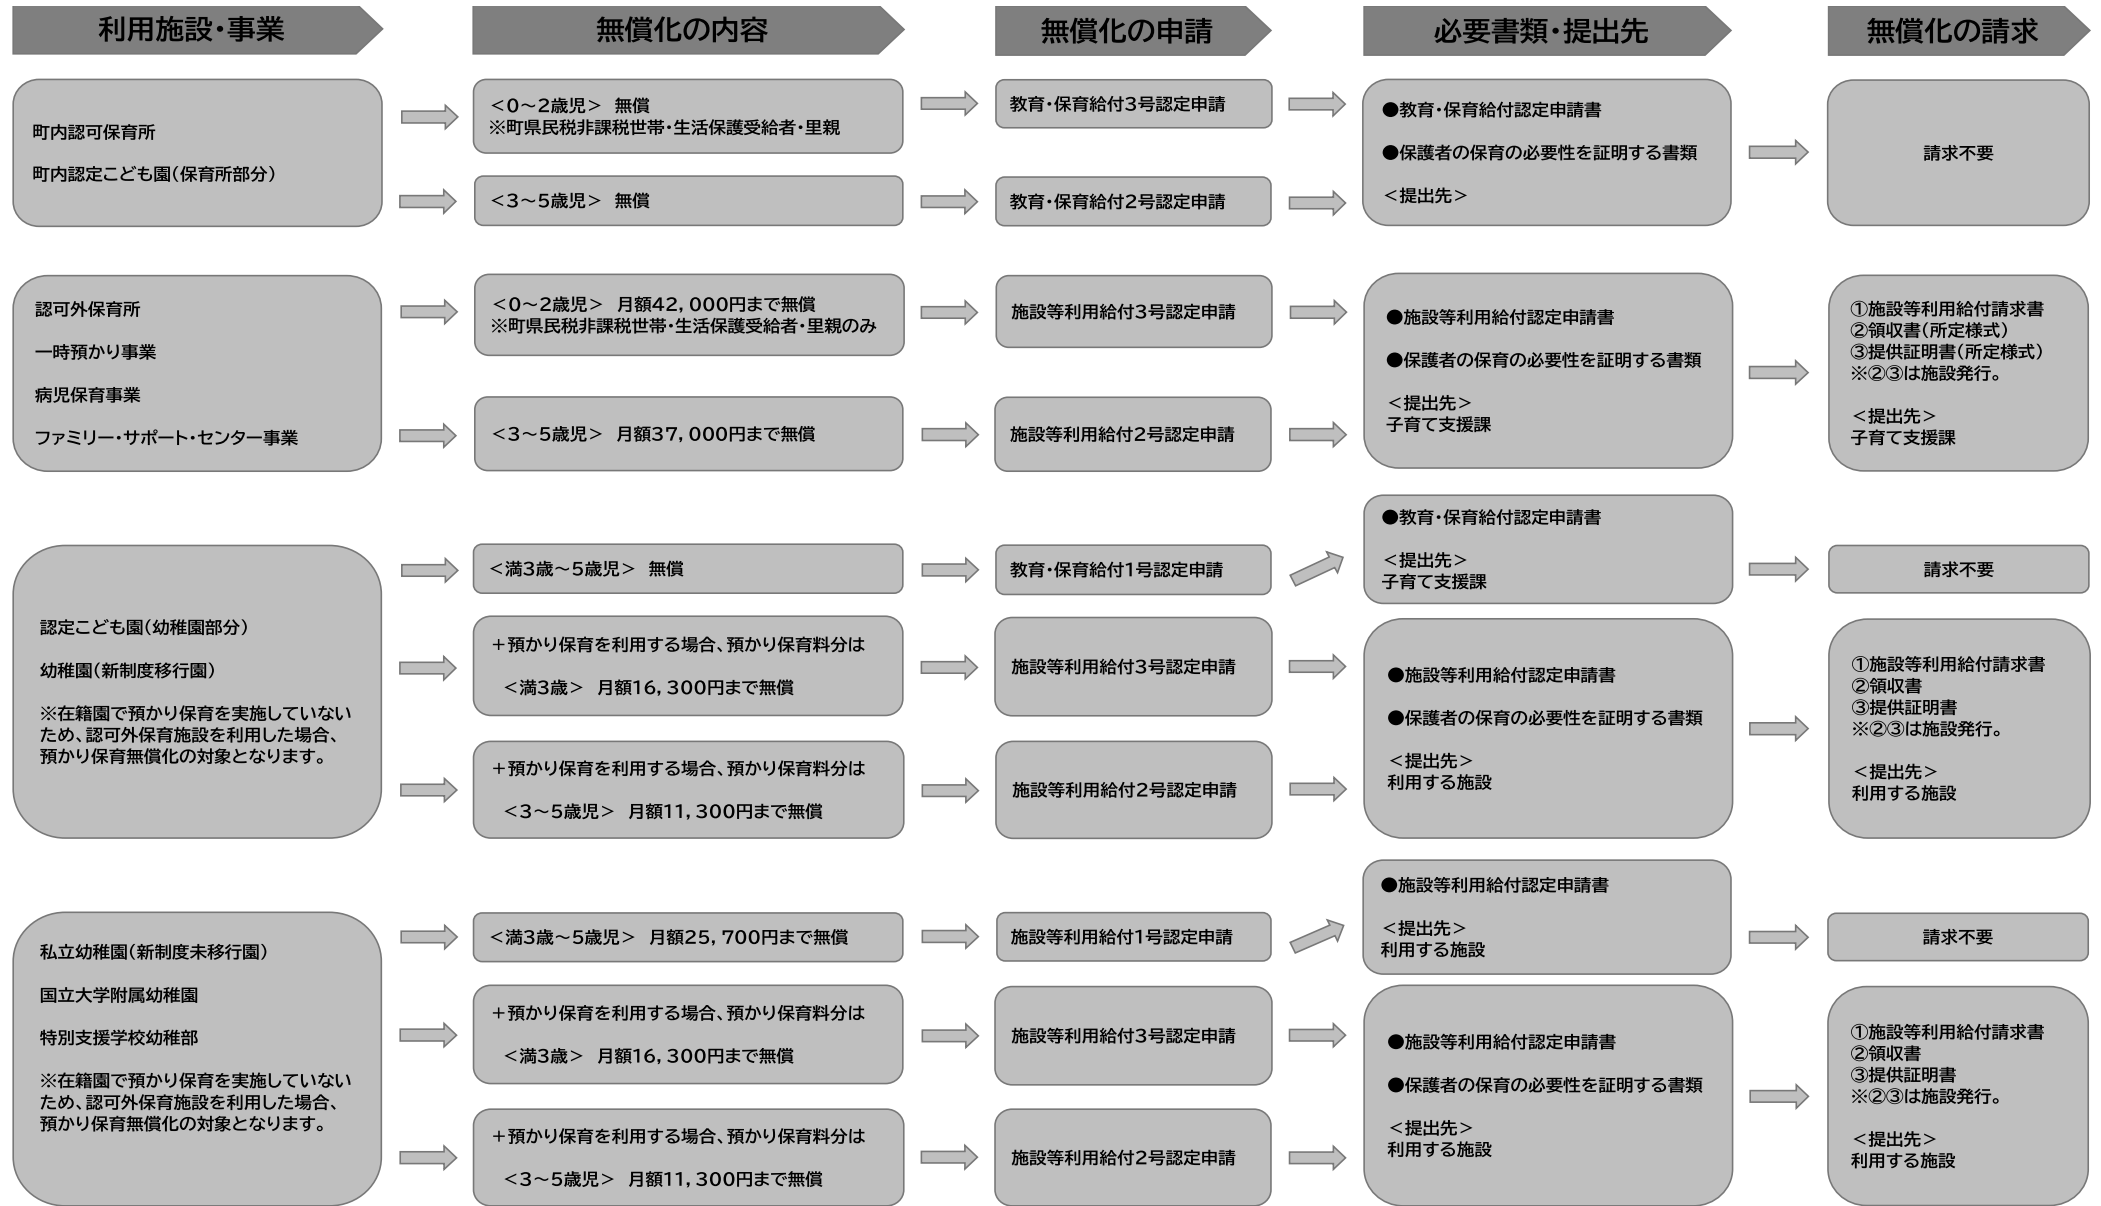 利用施設・事業
無償化の内容
無償化の申請
必要書類・提出先
無償化の請求
町内認可保育所
町内認定こども園（保育所部分）
＜０～２歳児＞　無償
※町県民税非課税世帯・生活保護受給者・里親
＜３～５歳児＞　無償
教育・保育給付３号認定申請
教育・保育給付２号認定申請
●教育・保育給付認定申請書
●保護者の保育の必要性を証明する書類
＜提出先＞
請求不要
認可外保育所
一時預かり事業
病児保育事業
ファミリー・サポート・センター事業
＜０～２歳児＞　月額４２，０００円まで無償
※町県民税非課税世帯・生活保護受給者・里親のみ
＜３～５歳児＞　月額３７，０００円まで無償
施設等利用給付３号認定申請
施設等利用給付２号認定申請
●施設等利用給付認定申請書
●保護者の保育の必要性を証明する書類
＜提出先＞
子育て支援課
①施設等利用給付請求書
②領収書（所定様式）
③提供証明書（所定様式）
※②③は施設発行。
＜提出先＞
子育て支援課
認定こども園（幼稚園部分）
幼稚園（新制度移行園）
※在籍園で預かり保育を実施していない
ため、認可外保育施設を利用した場合、
預かり保育無償化の対象となります。
＜満３歳～５歳児＞　無償
教育・保育給付１号認定申請
●教育・保育給付認定申請書
＜提出先＞
子育て支援課
請求不要
＋預かり保育を利用する場合、預かり保育料分は
＜満３歳＞　月額１６，３００円まで無償
施設等利用給付３号認定申請
＋預かり保育を利用する場合、預かり保育料分は
＜３～５歳児＞　月額１１，３００円まで無償
施設等利用給付２号認定申請
●施設等利用給付認定申請書
●保護者の保育の必要性を証明する書類
＜提出先＞
利用する施設
①施設等利用給付請求書
②領収書
③提供証明書
※②③は施設発行。
＜提出先＞
利用する施設
私立幼稚園（新制度未移行園）
国立大学附属幼稚園
特別支援学校幼稚部
※在籍園で預かり保育を実施していない
ため、認可外保育施設を利用した場合、
預かり保育無償化の対象となります。
＜満３歳～５歳児＞　月額２５，７００円まで無償
施設等利用給付１号認定申請
●施設等利用給付認定申請書
＜提出先＞
利用する施設
請求不要
＋預かり保育を利用する場合、預かり保育料分は
＜満３歳＞　月額１６，３００円まで無償
施設等利用給付３号認定申請
＋預かり保育を利用する場合、預かり保育料分は
＜３～５歳児＞　月額１１，３００円まで無償
施設等利用給付２号認定申請
●施設等利用給付認定申請書
●保護者の保育の必要性を証明する書類
＜提出先＞
利用する施設
①施設等利用給付請求書
②領収書
③提供証明書
※②③は施設発行。
＜提出先＞
利用する施設